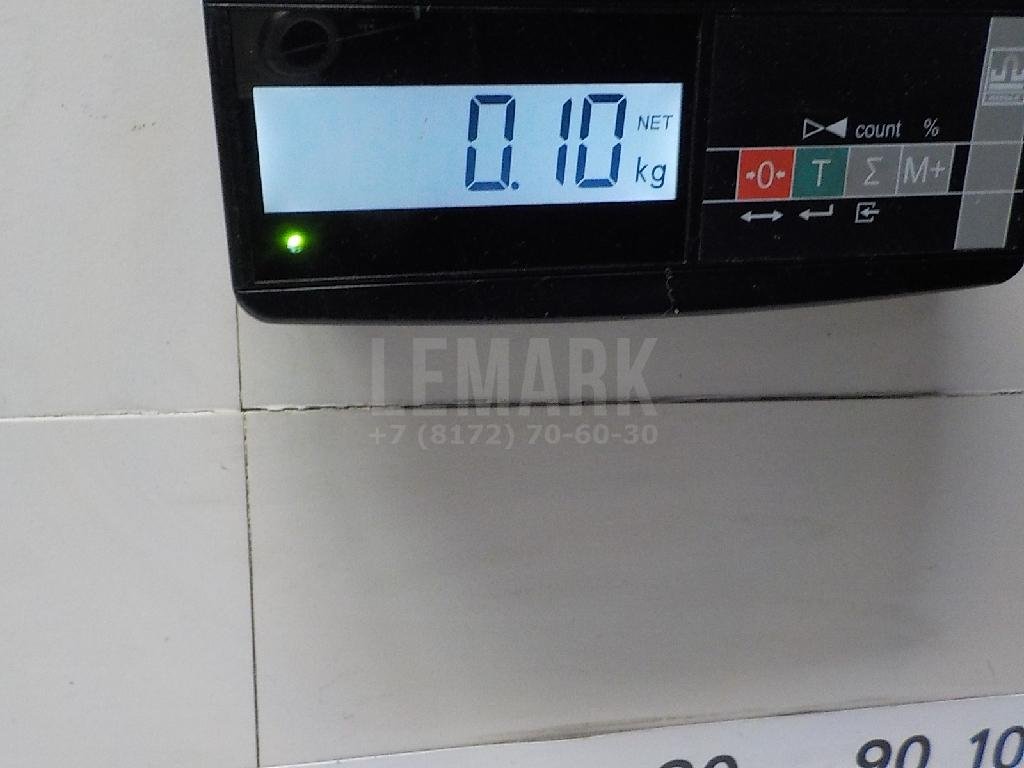 0.10 NET
kg
count %
→0← T Σ M+
LEMARK
+7 (8172) 70-60-30
90 10